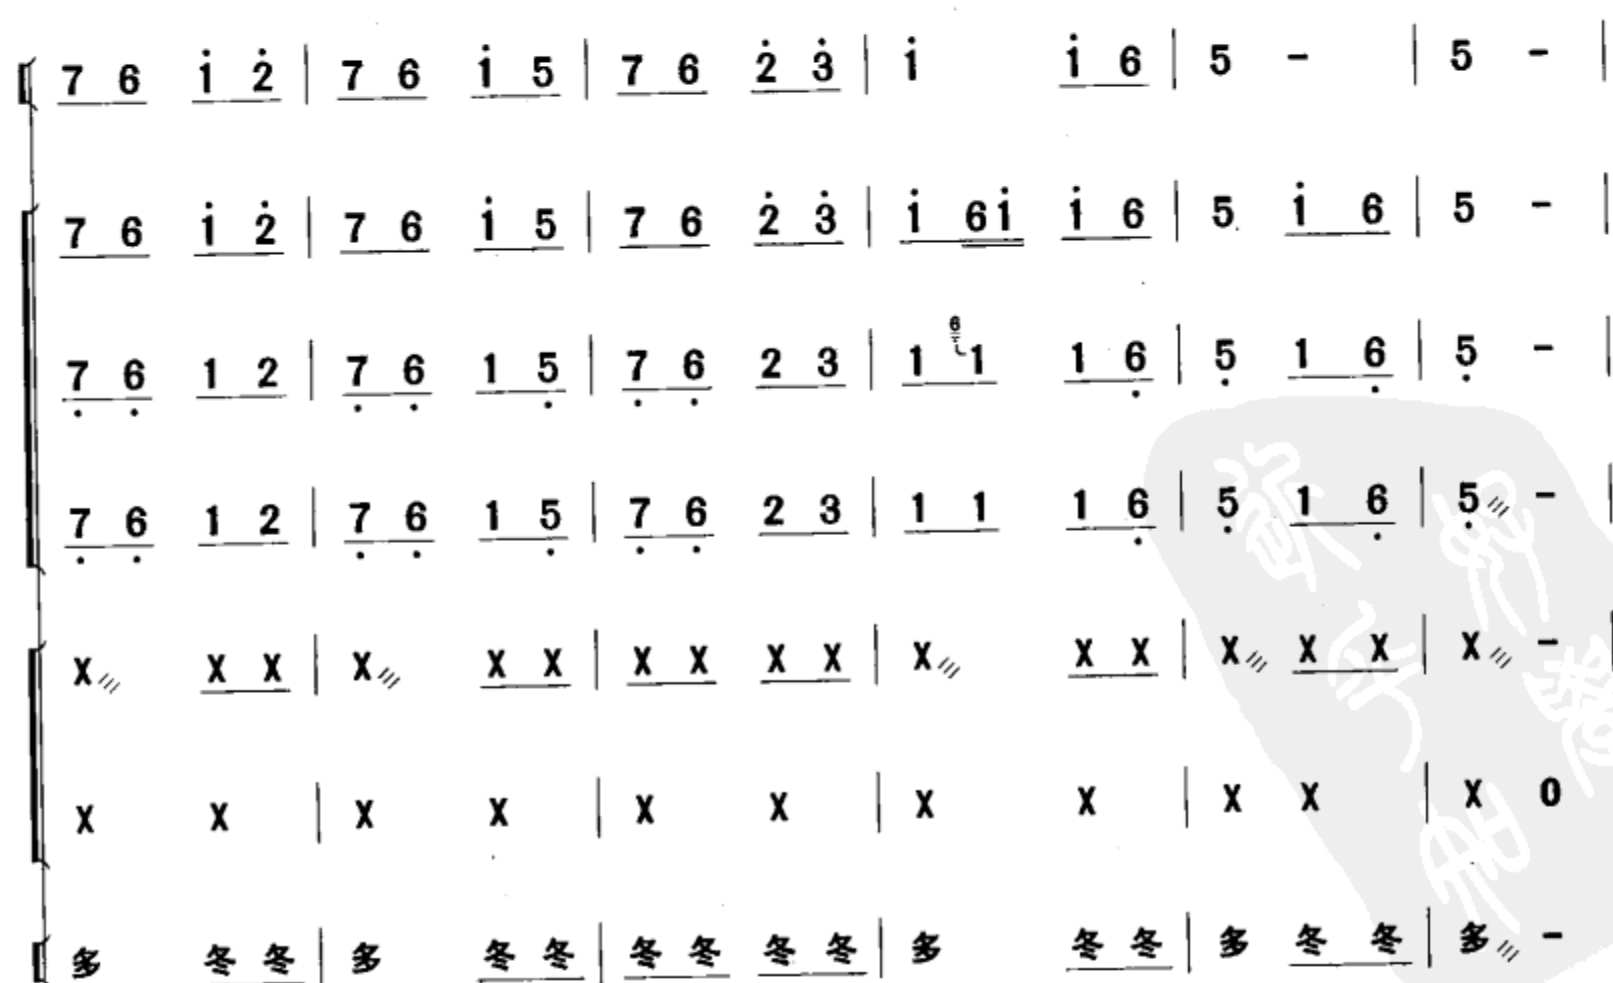 7 6 i̇ 2̇ | 7 6 i̇ 5 | 7 6 2̇ 3̇ | i̇ i̇ 6 | 5 - | 5 - |
7 6 i̇ 2̇ | 7 6 i̇ 5 | 7 6 2̇ 3̇ | i̇ 6 i̇ i̇ 6 | 5 i̇ 6 | 5 - |
7̣ 6̣ 1 2 | 7̣ 6̣ 1 5̣ | 7̣ 6̣ 2 3 | 1 6 1 1 6̣ | 5̣ 1 6̣ | 5̣ - |
7̣ 6̣ 1 2 | 7̣ 6̣ 1 5̣ | 7̣ 6̣ 2 3 | 1 1 1 6̣ | 5̣ 1 6̣ | 5̣/// - |
X/// X X | X/// X X | X X X X | X/// X X | X/// X X | X/// - |
X X | X X | X X | X X | X X | X 0
多 冬 冬 | 多 冬 冬 | 冬 冬 冬 冬 | 多 冬 冬 | 多 冬 冬 | 多/// -